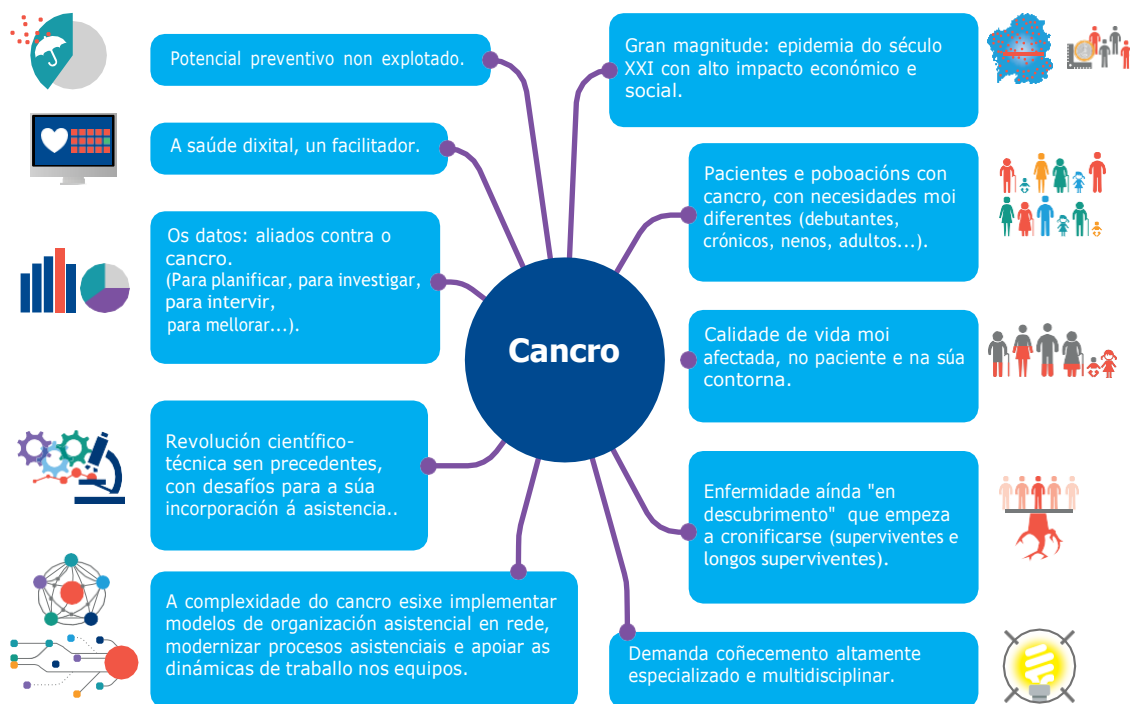 Potencial preventivo non explotado.
A saúde dixital, un facilitador.
Os datos: aliados contra o
cancro.
(Para planificar, para investigar,
para intervir,
para mellorar...).
Revolución científico-
técnica sen precedentes,
con desafíos para a súa
incorporación á asistencia..
A complexidade do cancro esixe implementar
modelos de organización asistencial en rede,
modernizar procesos asistenciais e apoiar as
dinámicas de traballo nos equipos.
Cancro
Gran magnitude: epidemia do século
XXI con alto impacto económico e
social.
Pacientes e poboacións con
cancro, con necesidades moi
diferentes (debutantes,
crónicos, nenos, adultos...).
Calidade de vida moi
afectada, no paciente e na súa
contorna.
Enfermidade aínda "en
descubrimento" que empeza
a cronificarse (superviventes e
longos superviventes).
Demanda coñecemento altamente
especializado e multidisciplinar.